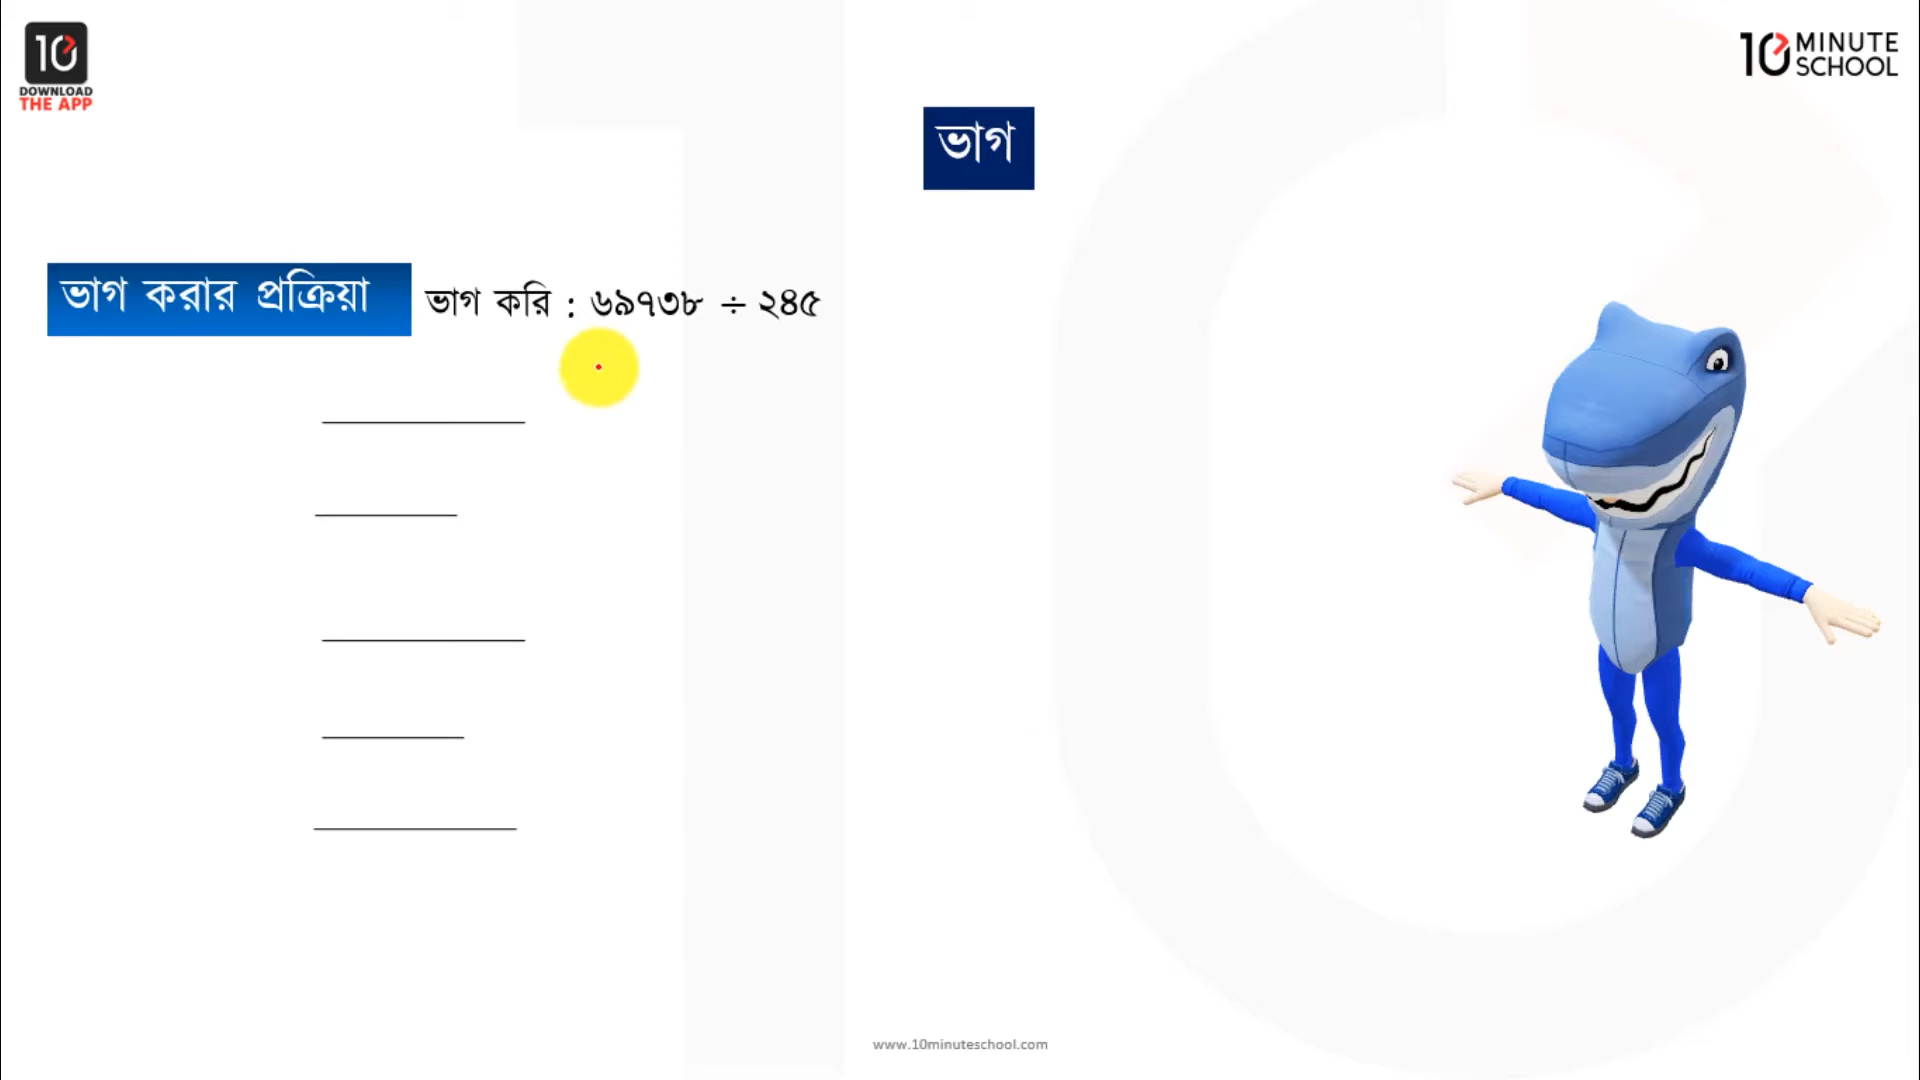 10
DOWNLOAD
THE APP
10 MINUTE
SCHOOL
ভাগ
ভাগ করার প্রক্রিয়া
ভাগ করি : ৬৯৭৩৮ ÷ ২৪৫
www.10minuteschool.com